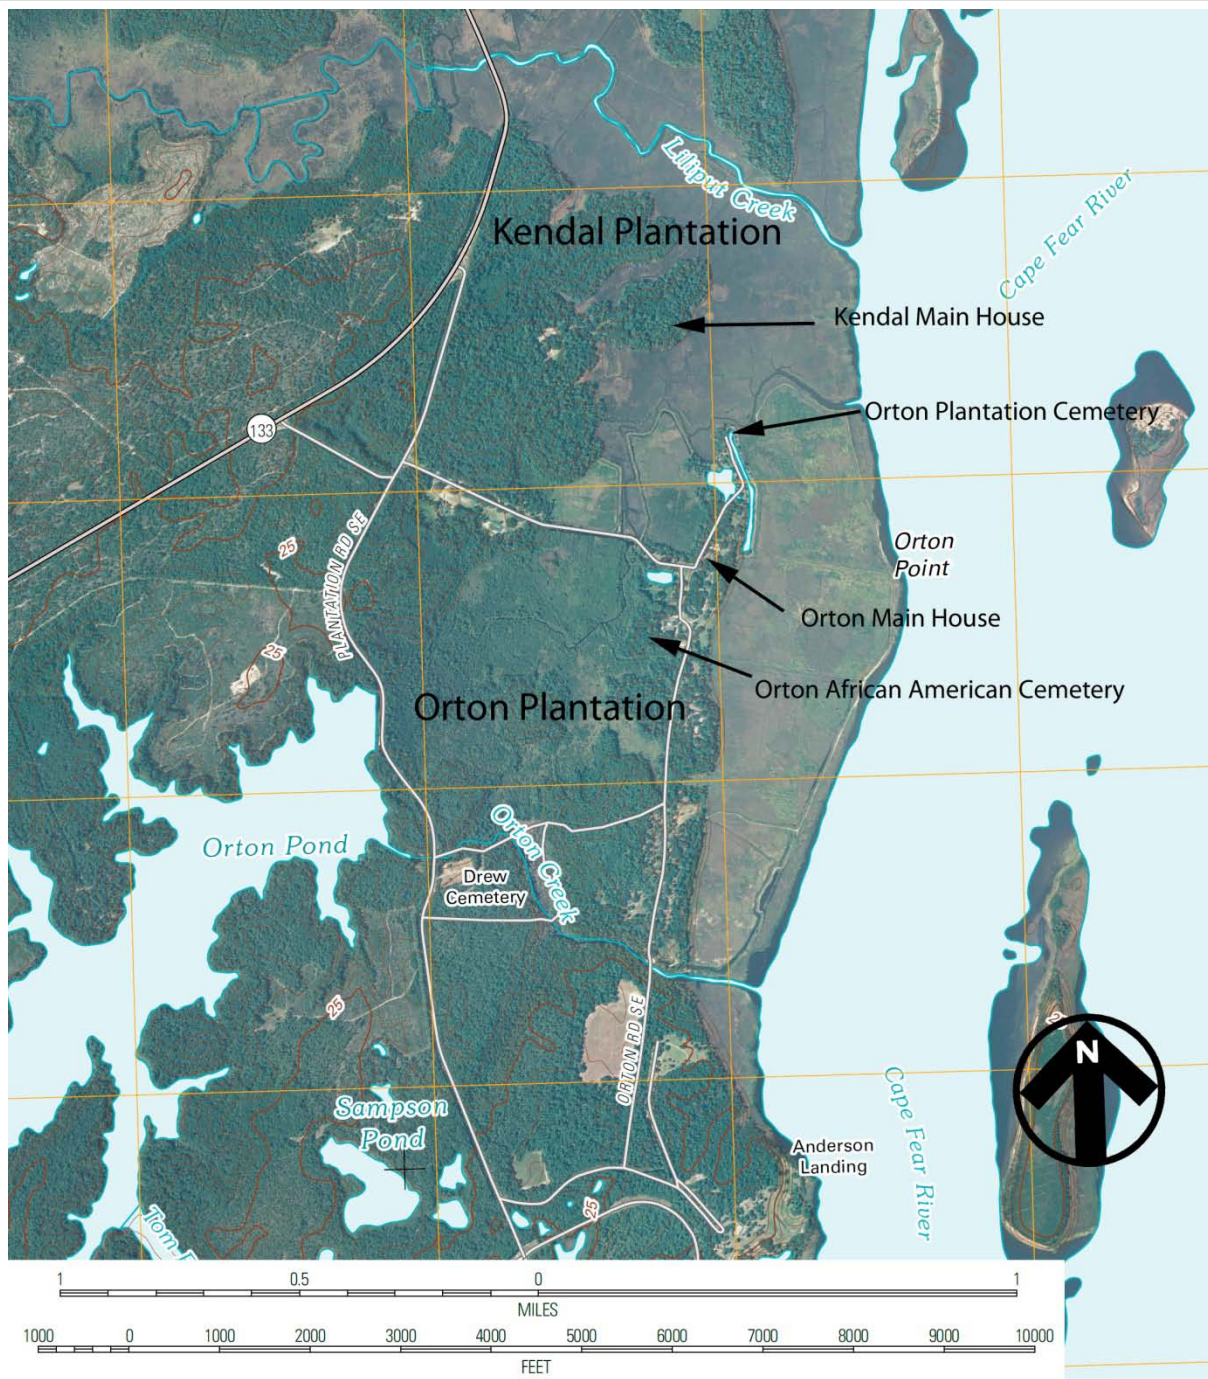 Liliput Creek
Kendal Plantation
Cape Fear River
Kendal Main House
Orton Plantation Cemetery
133
PLANTATION RD SE
25
Orton
Point
Orton Main House
25
Orton African American Cemetery
Orton Plantation
Orton Pond
Orton Creek
Drew
Cemetery
25
ORTON RD SE
N
Sampson
Pond
Cape Fear River
Anderson
Landing
25
1 0.5 0 1
MILES
1000 0 1000 2000 3000 4000 5000 6000 7000 8000 9000 10000
FEET